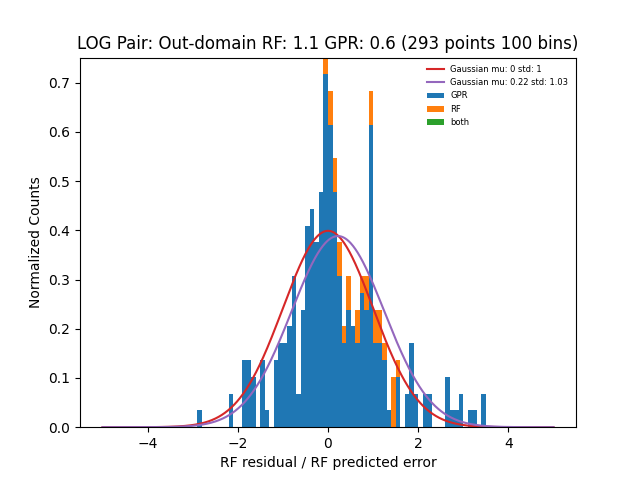 LOG Pair: Out-domain RF: 1.1 GPR: 0.6 (293 points 100 bins)
Gaussian mu: 0 std: 1
Gaussian mu: 0.22 std: 1.03
GPR
RF
both
Normalized Counts
0.7
0.6
0.5
0.4
0.3
0.2
0.1
0.0
−4 −2 0 2 4
RF residual / RF predicted error